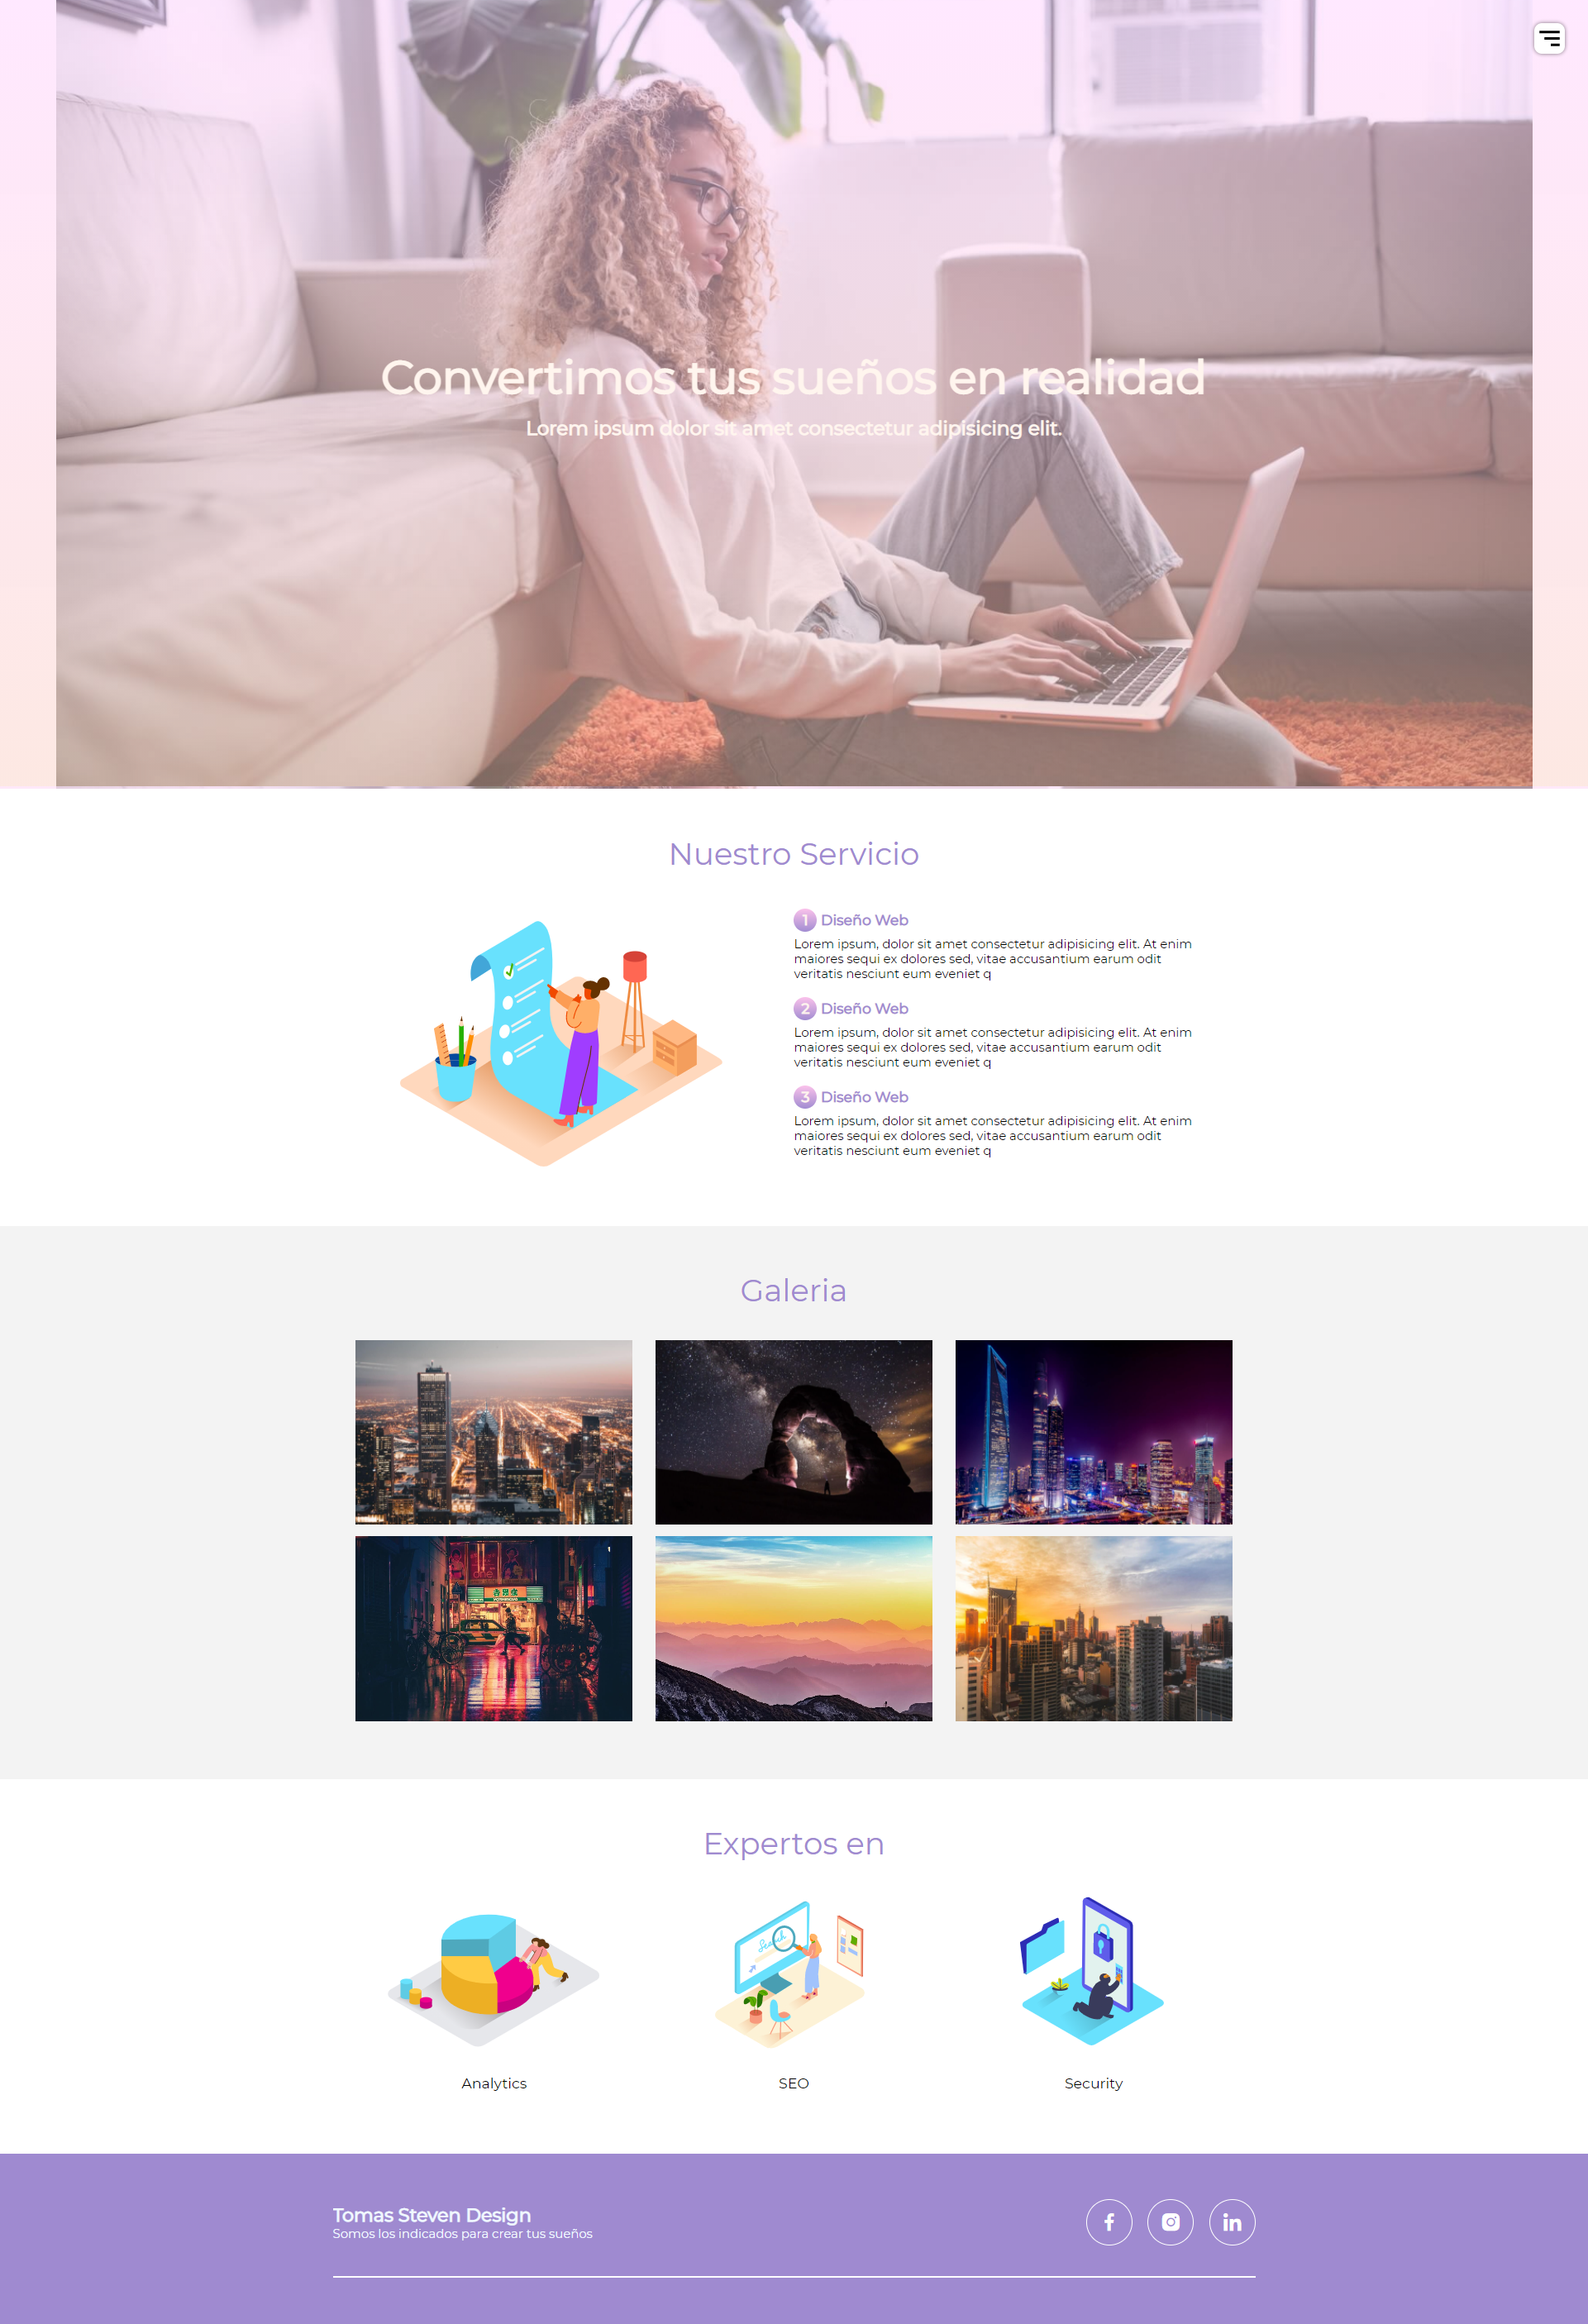 Convertimos tus sueños en realidad
Lorem ipsum dolor sit amet consectetur adipisicing elit.
Nuestro Servicio
1 Diseño Web
Lorem ipsum, dolor sit amet consectetur adipisicing elit. At enim
maiores sequi ex dolores sed, vitae accusantium earum odit
veritatis nesciunt eum eveniet q
2 Diseño Web
Lorem ipsum, dolor sit amet consectetur adipisicing elit. At enim
maiores sequi ex dolores sed, vitae accusantium earum odit
veritatis nesciunt eum eveniet q
3 Diseño Web
Lorem ipsum, dolor sit amet consectetur adipisicing elit. At enim
maiores sequi ex dolores sed, vitae accusantium earum odit
veritatis nesciunt eum eveniet q
Galeria
Expertos en
Search
Analytics
SEO
Security
Tomas Steven Design
Somos los indicados para crear tus sueños